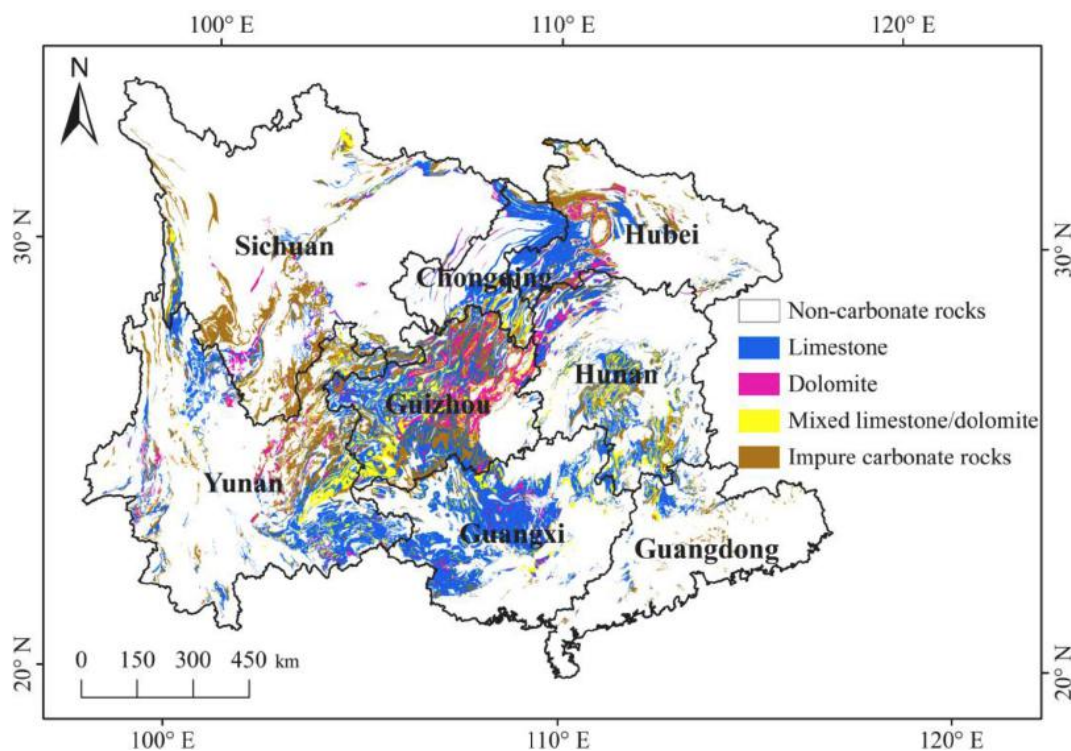 100° E
110° E
120° E
N
30° N
30° N
Sichuan
Hubei
Chongqing
Non-carbonate rocks
Limestone
Dolomite
Mixed limestone/dolomite
Impure carbonate rocks
Hunan
Guizhou
Yunan
Guangxi
Guangdong
0 150 300 450 km
20° N
20° N
100° E
110° E
120° E